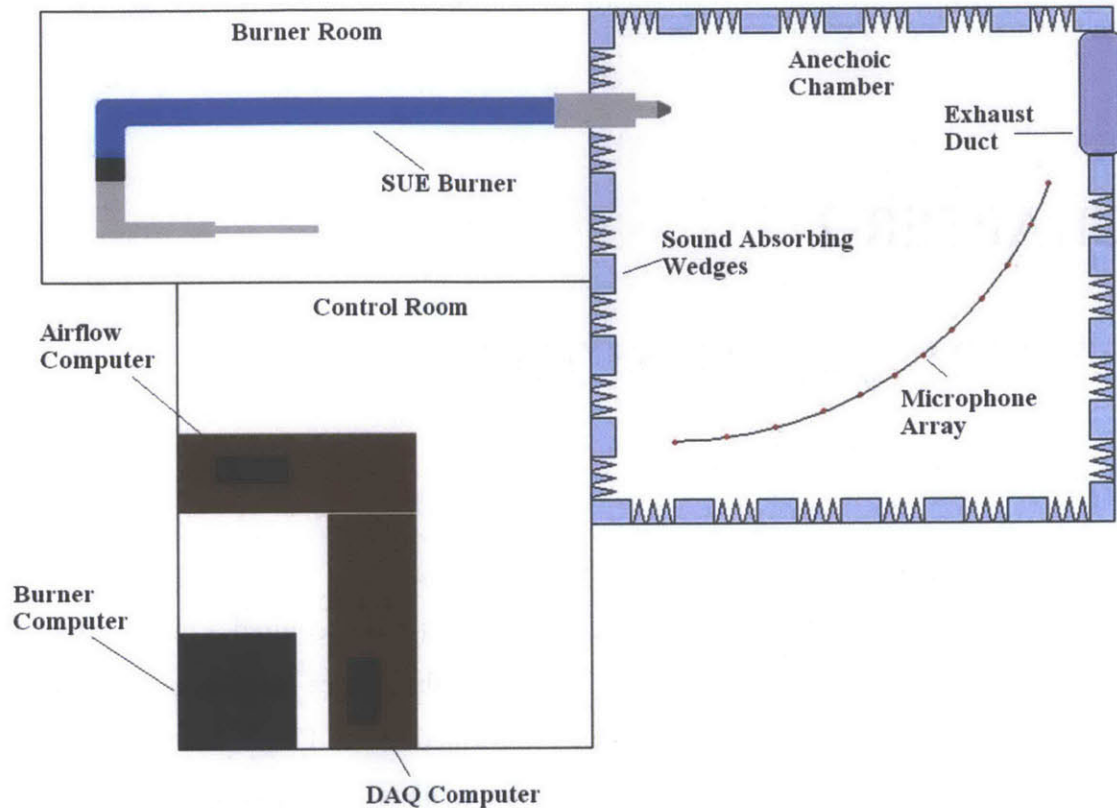 Burner Room
Anechoic
Chamber
Exhaust
Duct
SUE Burner
Sound Absorbing
Wedges
Control Room
Airflow
Computer
Microphone
Array
Burner
Computer
DAQ Computer